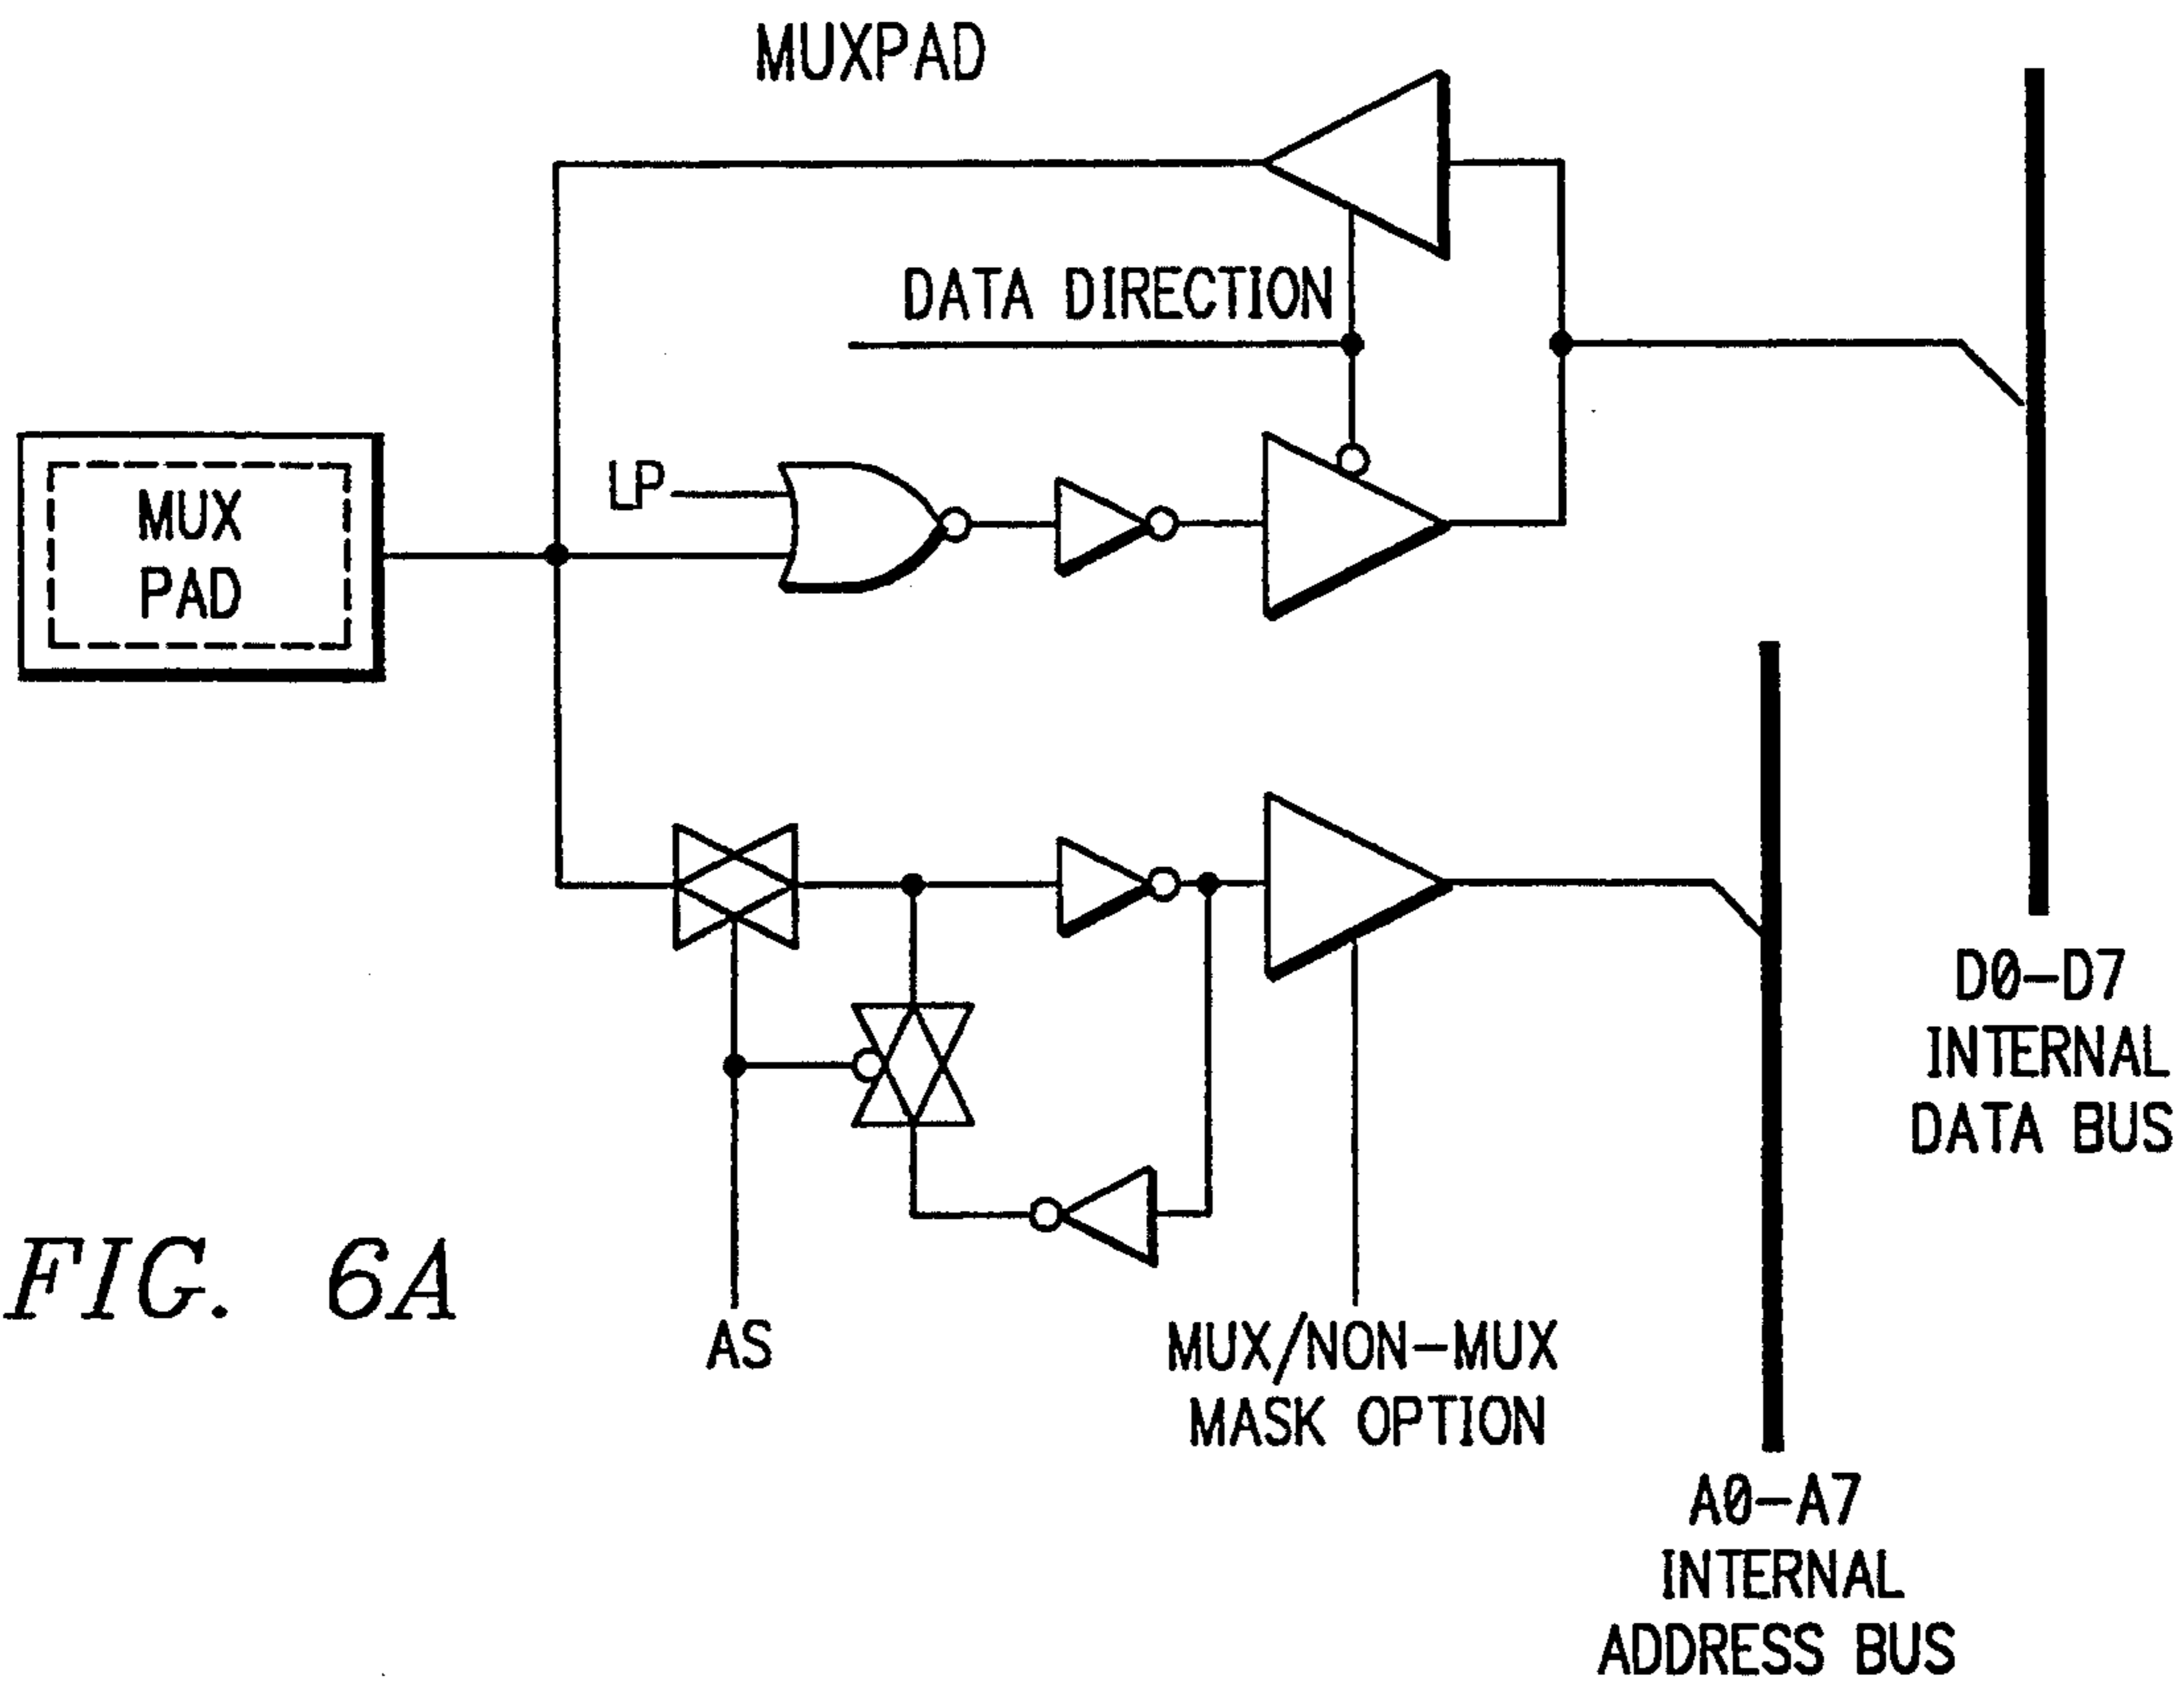 MUXPAD
DATA DIRECTION
LP
MUX
PAD
D0-D7
INTERNAL
DATA BUS
FIG. 6A
AS
MUX/NON-MUX
MASK OPTION
A0-A7
INTERNAL
ADDRESS BUS